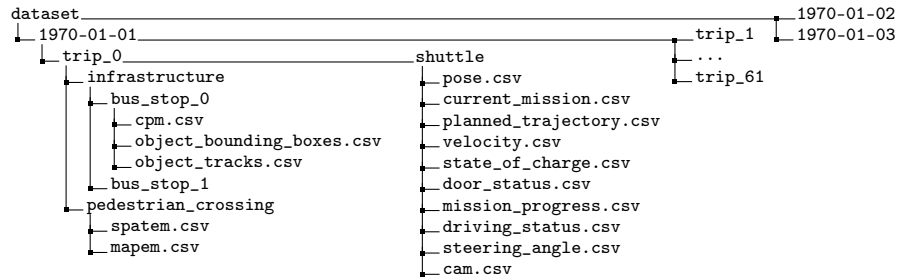 dataset 1970-01-02
1970-01-01 trip_1 1970-01-03
trip_0 shuttle ...
infrastructure pose.csv trip_61
bus_stop_0 current_mission.csv
cpm.csv planned_trajectory.csv
object_bounding_boxes.csv velocity.csv
object_tracks.csv state_of_charge.csv
bus_stop_1 door_status.csv
pedestrian_crossing mission_progress.csv
spatem.csv driving_status.csv
mapem.csv steering_angle.csv
cam.csv